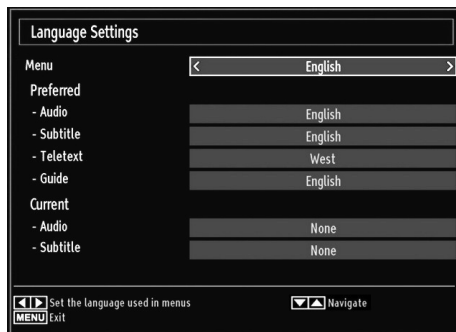 Language Settings
Menu < English >
Preferred
- Audio English
- Subtitle English
- Teletext West
- Guide English
Current
- Audio None
- Subtitle None
◀ ▶ Set the language used in menus ▼ ▲ Navigate
MENU Exit